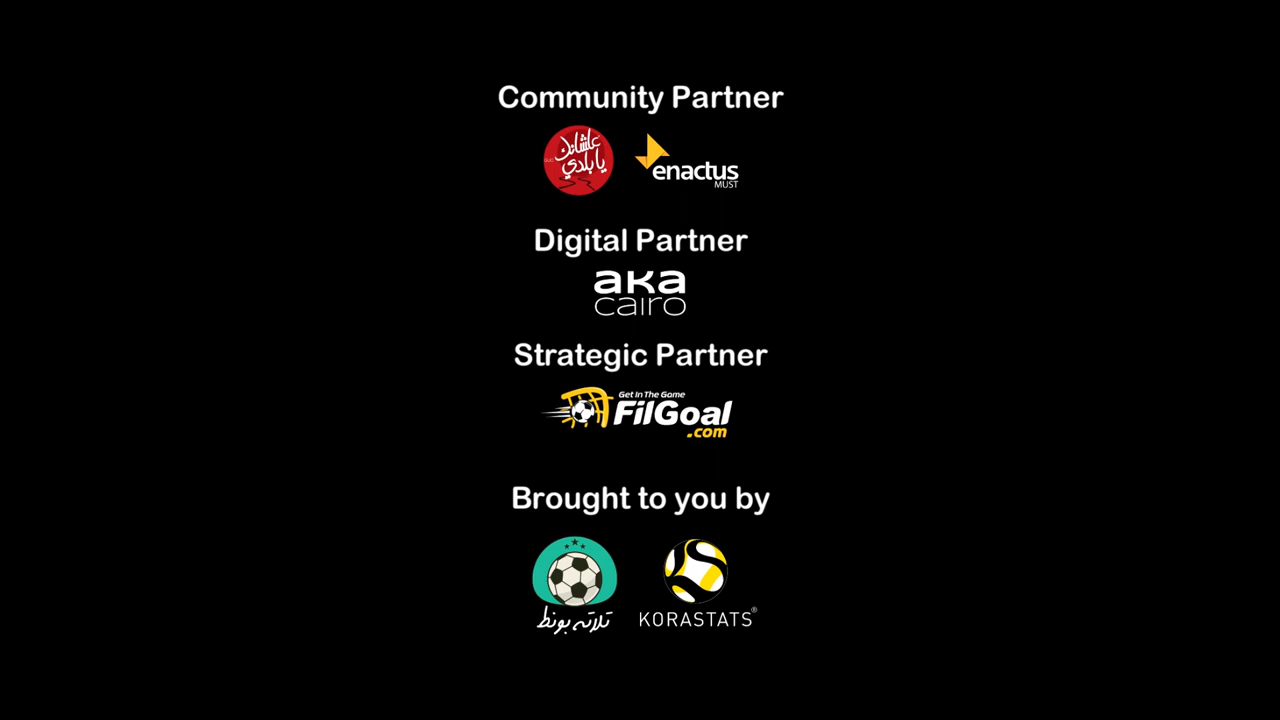 Community Partner
علشانك
يا بلدي
enactus
MUST
Digital Partner
aka
cairo
Strategic Partner
Get In The Game
FilGoal
.com
Brought to you by
تلاته بونط
KORASTATS®